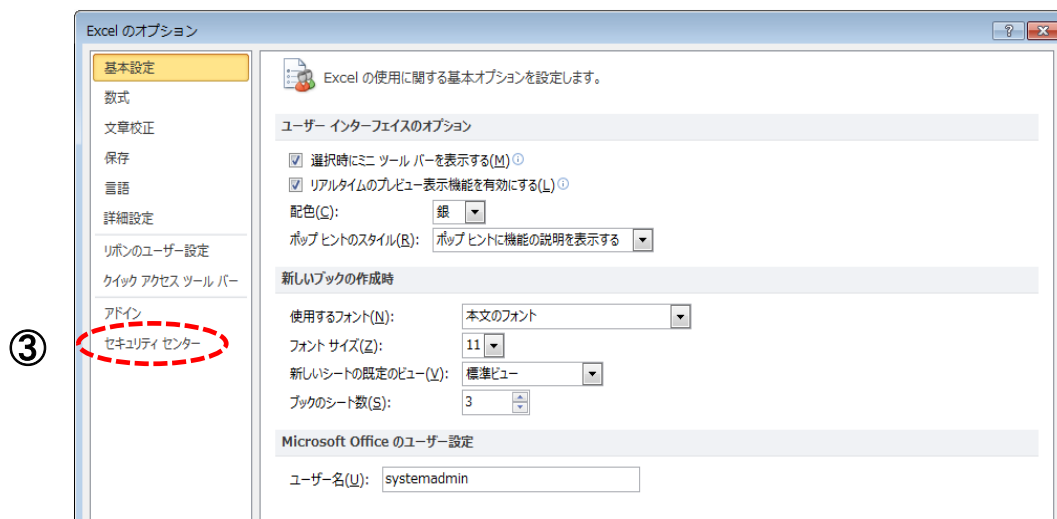 Excel のオプション
基本設定
数式
文章校正
保存
言語
詳細設定
リボンのユーザー設定
クイック アクセス ツール バー
アドイン
③
セキュリティ センター
Excel の使用に関する基本オプションを設定します。
ユーザー インターフェイスのオプション
選択時にミニ ツール バーを表示する(M)
リアルタイムのプレビュー表示機能を有効にする(L)
配色(C): 銀
ポップ ヒントのスタイル(R): ポップ ヒントに機能の説明を表示する
新しいブックの作成時
使用するフォント(N): 本文のフォント
フォント サイズ(Z): 11
新しいシートの既定のビュー(V): 標準ビュー
ブックのシート数(S): 3
Microsoft Office のユーザー設定
ユーザー名(U): systemadmin